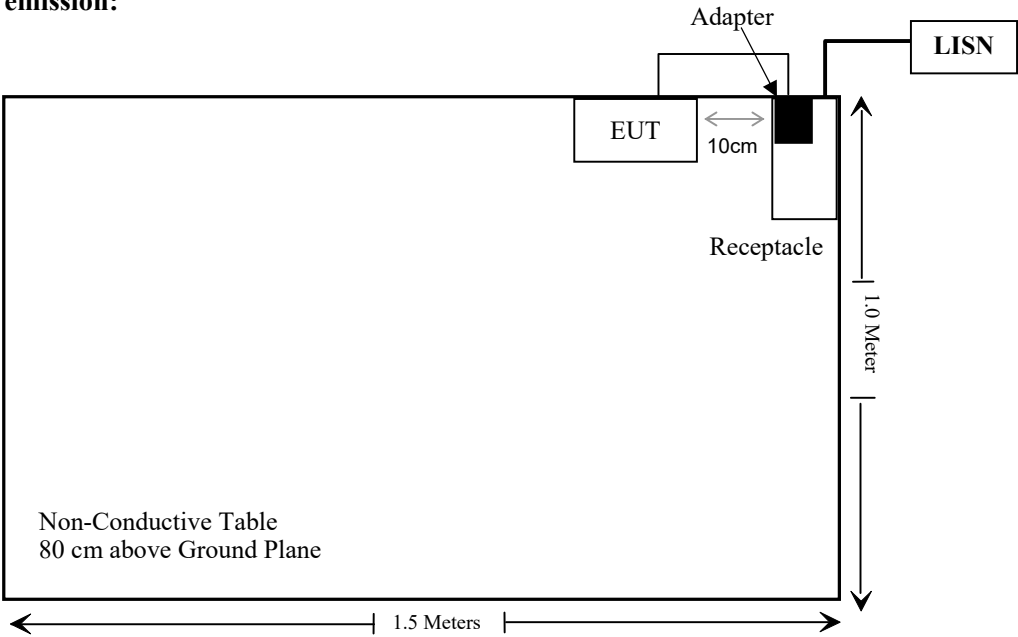 emission:
Adapter
LISN
EUT
10cm
Receptacle
1.0 Meter
Non-Conductive Table
80 cm above Ground Plane
1.5 Meters